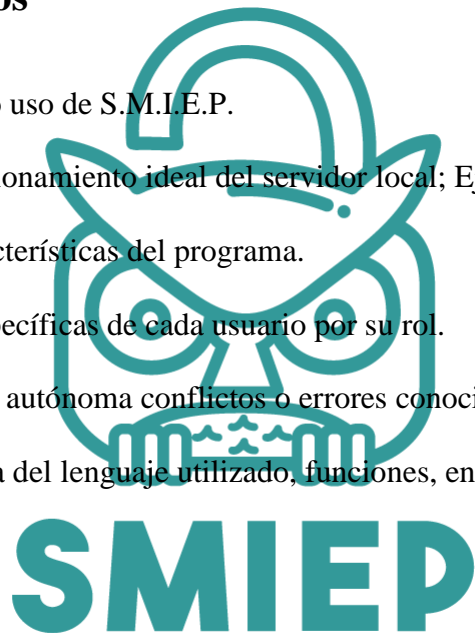 os
o uso de S.M.I.E.P.
ionamiento ideal del servidor local; Ej
cterísticas del programa.
pecíficas de cada usuario por su rol.
autónoma conflictos o errores conoci
a del lenguaje utilizado, funciones, en
SMIEP